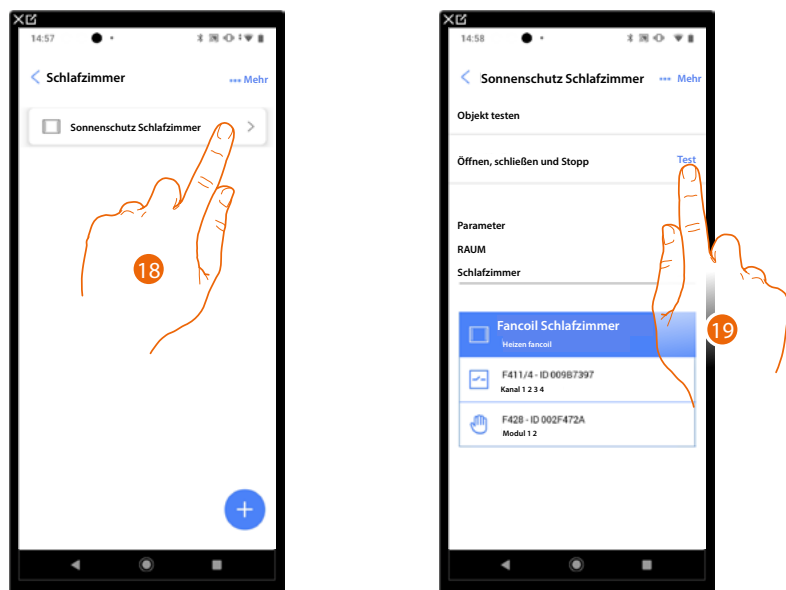 14:57
Schlafzimmer
Mehr
Sonnenschutz Schlafzimmer
18
14:58
Sonnenschutz Schlafzimmer
Mehr
Objekt testen
Öffnen, schließen und Stopp
Test
Parameter
RAUM
Schlafzimmer
19
Fancoil Schlafzimmer
Heizen fancoil
F411/4 - ID 009B7397
Kanal 1 2 3 4
F428 - ID 002F472A
Modul 1 2